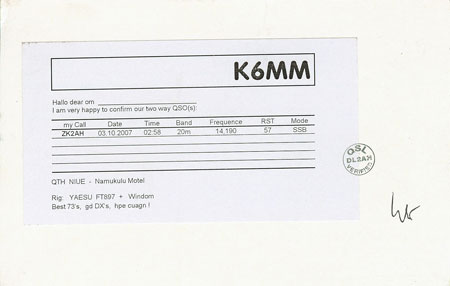 K6MM
Hallo dear om
I am very happy to confirm our two way QSO(s):
my Call Date Time Band Frequence RST Mode
ZK2AH 03.10.2007 02:58 20m 14,190 57 SSB
QTH NIUE - Namukulu Motel
Rig: YAESU FT897 + Windom
Best 73's, gd DX's, hpe cuagn !
QSL
DL2AH
VERIFIED